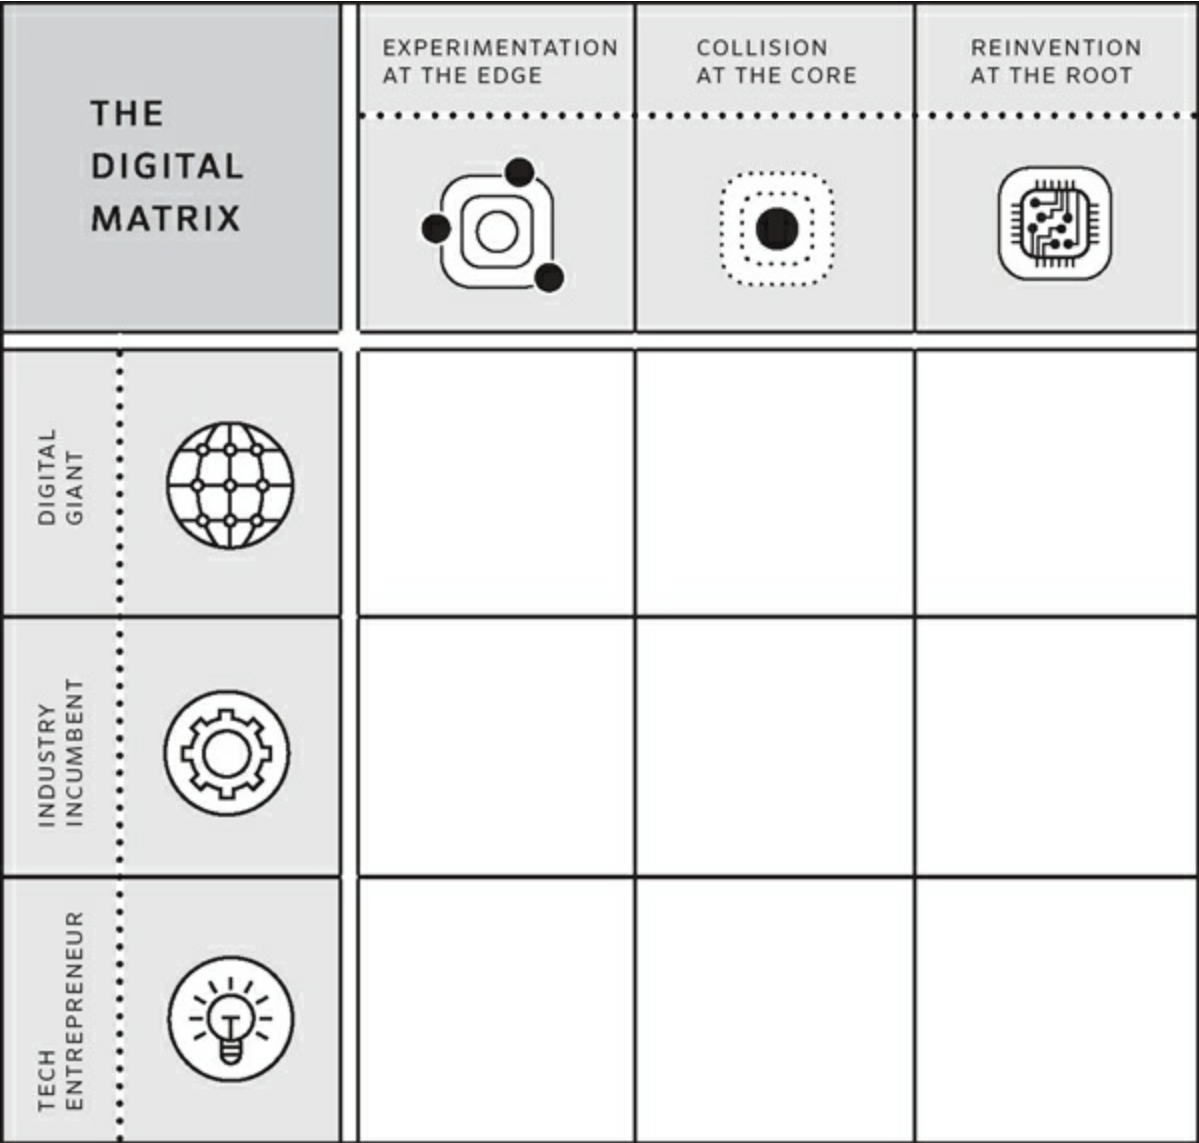 THE
DIGITAL
MATRIX
EXPERIMENTATION
AT THE EDGE
COLLISION
AT THE CORE
REINVENTION
AT THE ROOT
DIGITAL
GIANT
INDUSTRY
INCUMBENT
TECH
ENTREPRENEUR